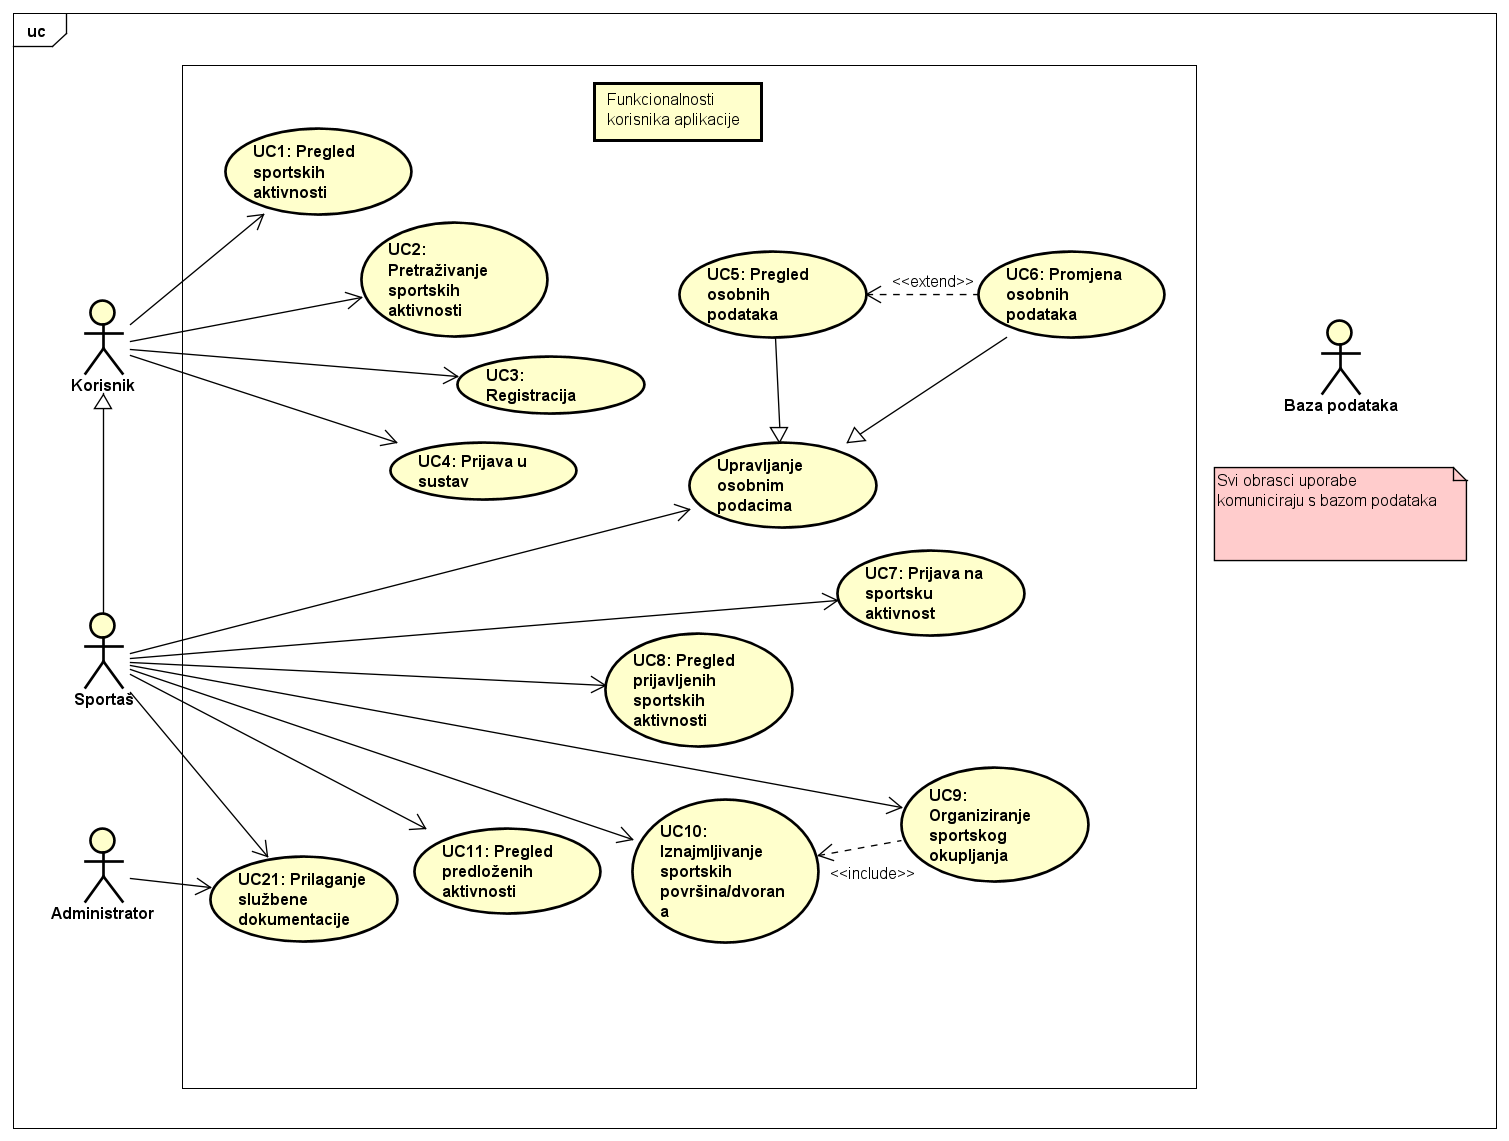 uc
Funkcionalnosti
korisnika aplikacije
UC1: Pregled
sportskih
aktivnosti
UC2:
Pretraživanje
sportskih
aktivnosti
UC5: Pregled
osobnih
podataka
<<extend>>
UC6: Promjena
osobnih
podataka
Korisnik
UC3:
Registracija
Baza podataka
UC4: Prijava u
sustav
Upravljanje
osobnim
podacima
Svi obrasci uporabe
komuniciraju s bazom podataka
UC7: Prijava na
sportsku
aktivnost
Sportaš
UC8: Pregled
prijavljenih
sportskih
aktivnosti
UC9:
Organiziranje
sportskog
okupljanja
UC10:
Iznajmljivanje
sportskih
površina/dvoran
a
<<include>>
UC11: Pregled
predloženih
aktivnosti
UC21: Prilaganje
službene
dokumentacije
Administrator